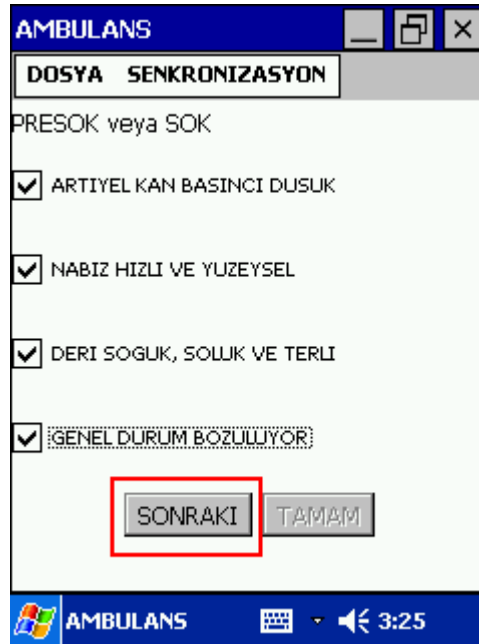 AMBULANS
DOSYA SENKRONIZASYON
PRESOK veya SOK
ARTIYEL KAN BASINCI DUSUK
NABIZ HIZLI VE YUZEYSEL
DERI SOGUK, SOLUK VE TERLI
GENEL DURUM BOZULUYOR
SONRAKI TAMAM
AMBULANS 3:25